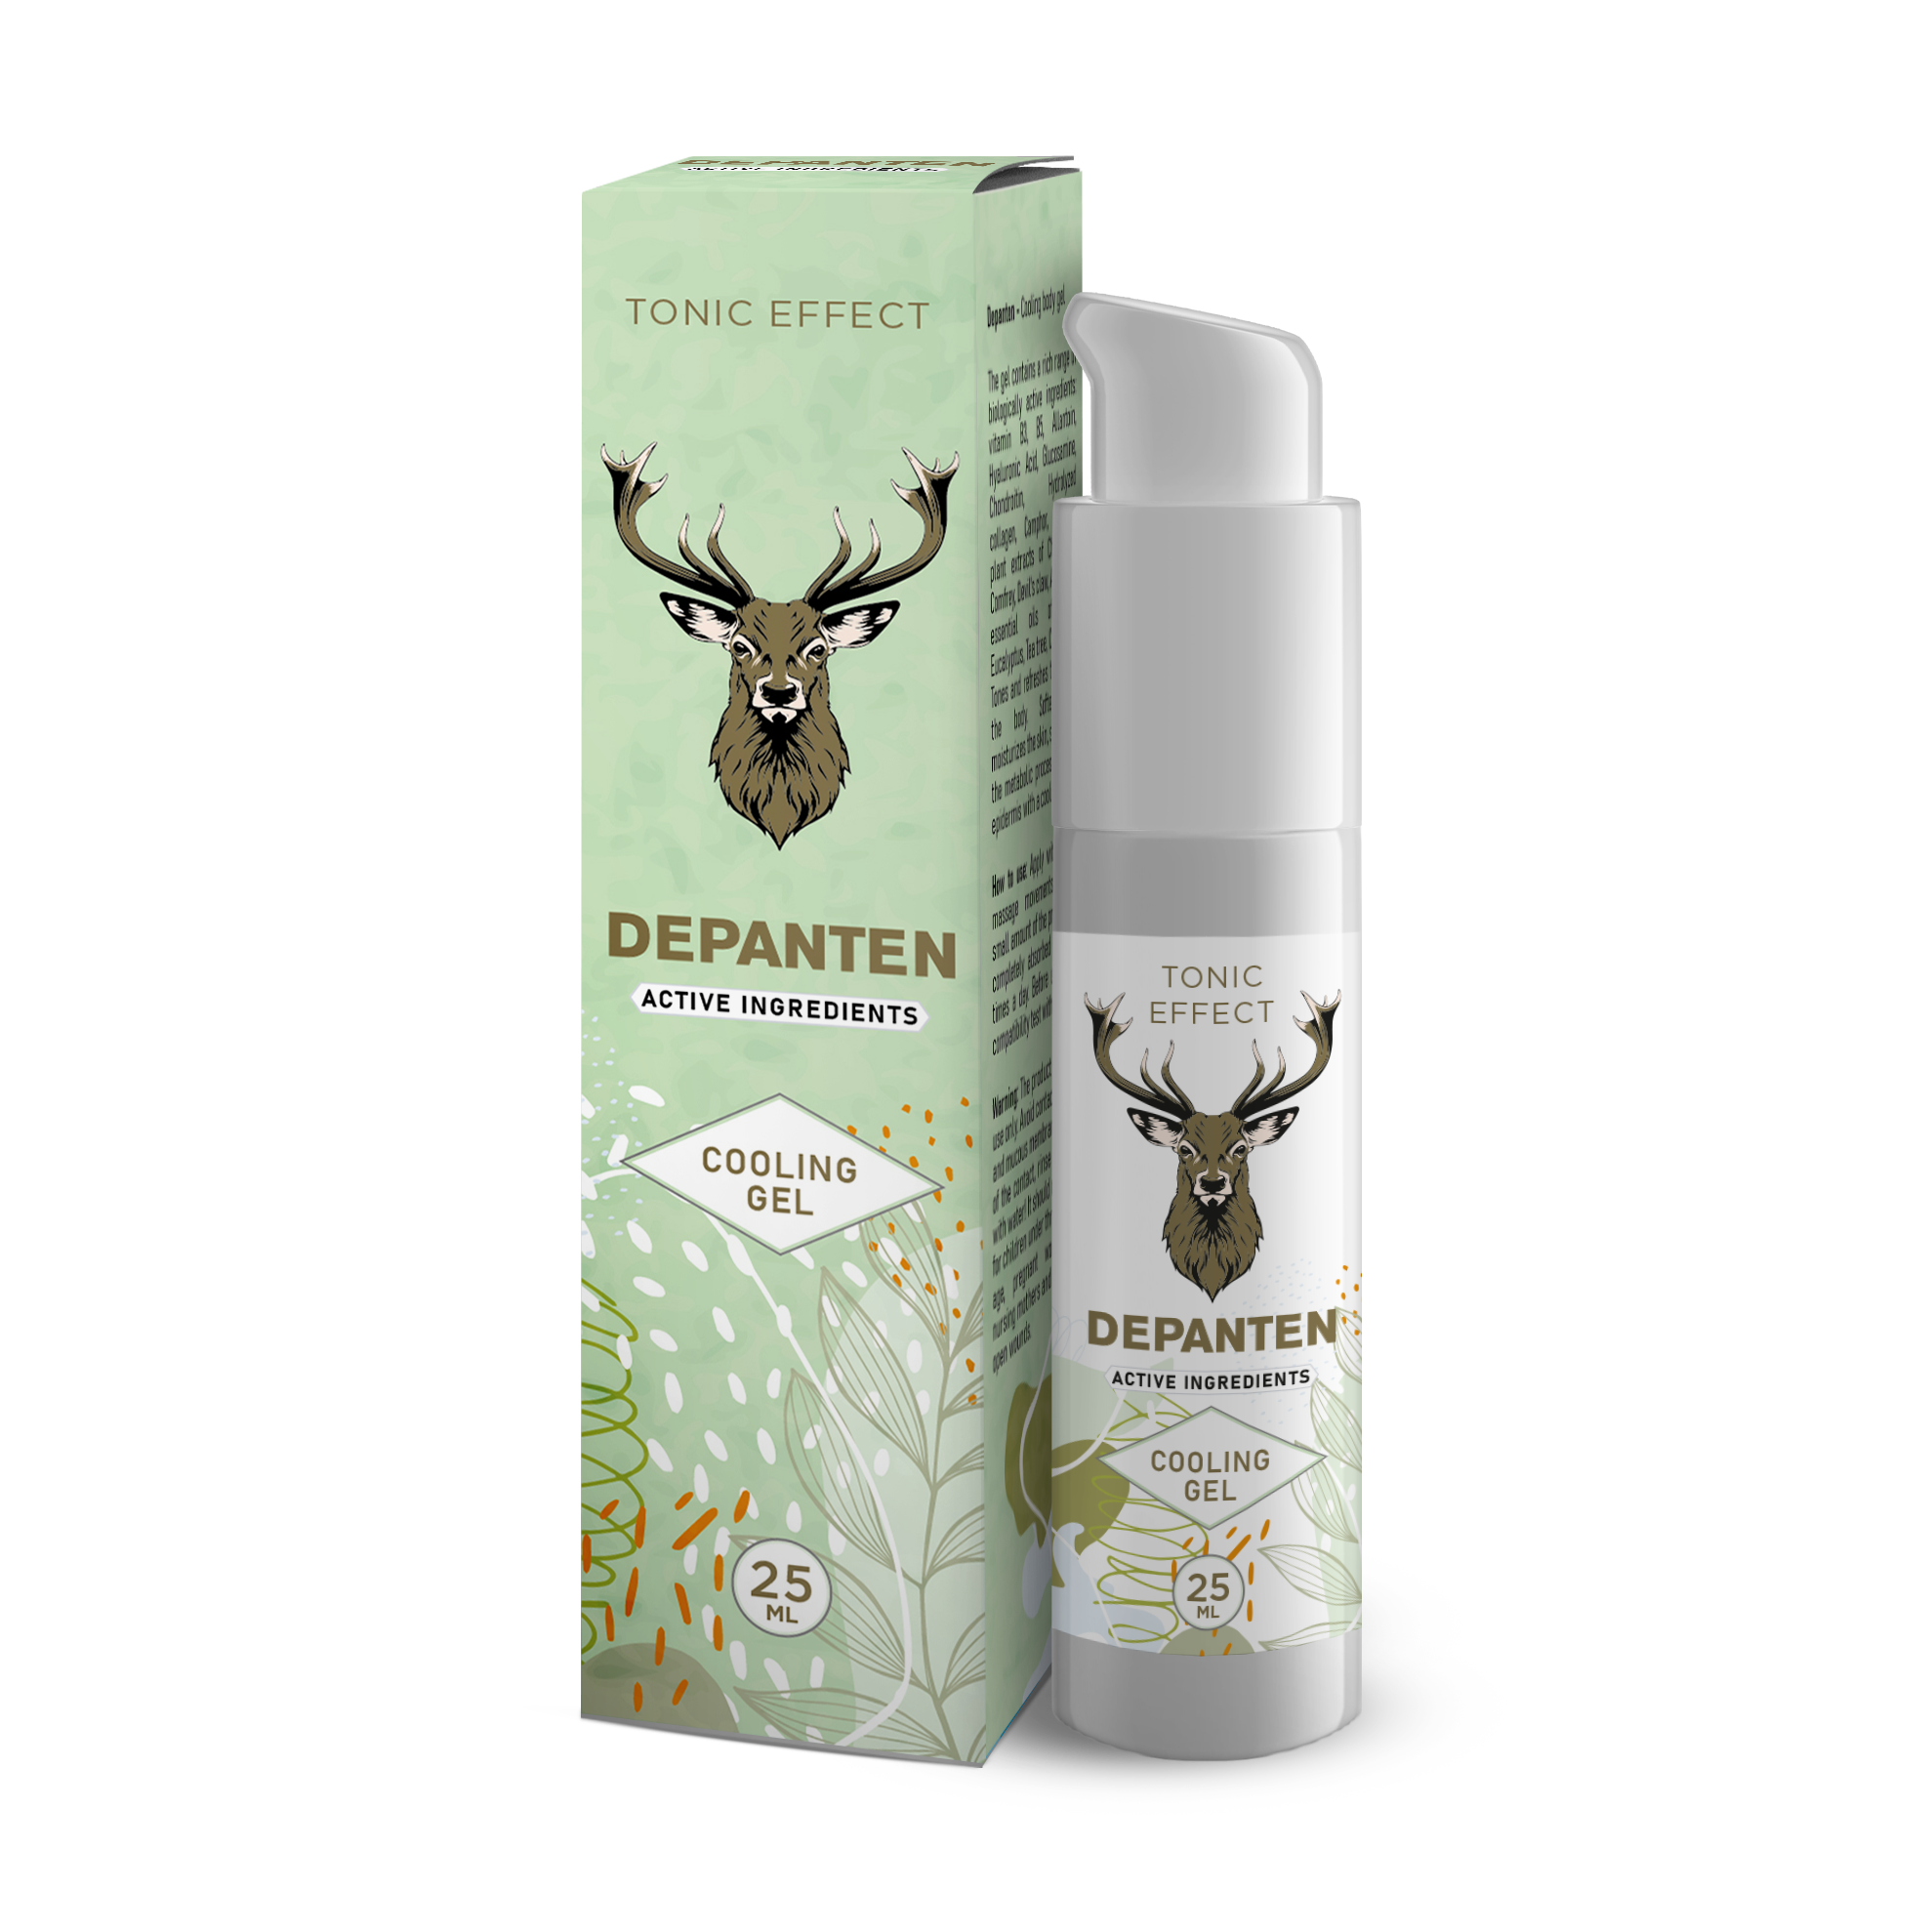 DEPANTEN
ACTIVE INGREDIENTS
TONIC EFFECT
DEPANTEN
ACTIVE INGREDIENTS
COOLING
GEL
25
ML
Depanten - Cooling body gel
The gel contains a rich range
biologically active ingredients
vitamin B3, B5, Allantoin,
Hyaluronic Acid, Glucosamine,
Chondroitin, Hydrolyzed
collagen, Camphor,
plant extracts of
Comfrey, Devil's claw,
essential oils
Eucalyptus, Tea tree,
Tones and refreshes
the body.
moisturizes the skin,
the metabolic
epidermis with a
How to use: Apply
massage movements
small amount of the
completely absorbed
times a day. Before
compatibility test
Warning: The product
use only. Avoid
and mucous
of the contact, rinse
with water! It should
for children under
age, pregnant
nursing mothers and
open wounds.
TONIC
EFFECT
DEPANTEN
ACTIVE INGREDIENTS
COOLING
GEL
25
ML